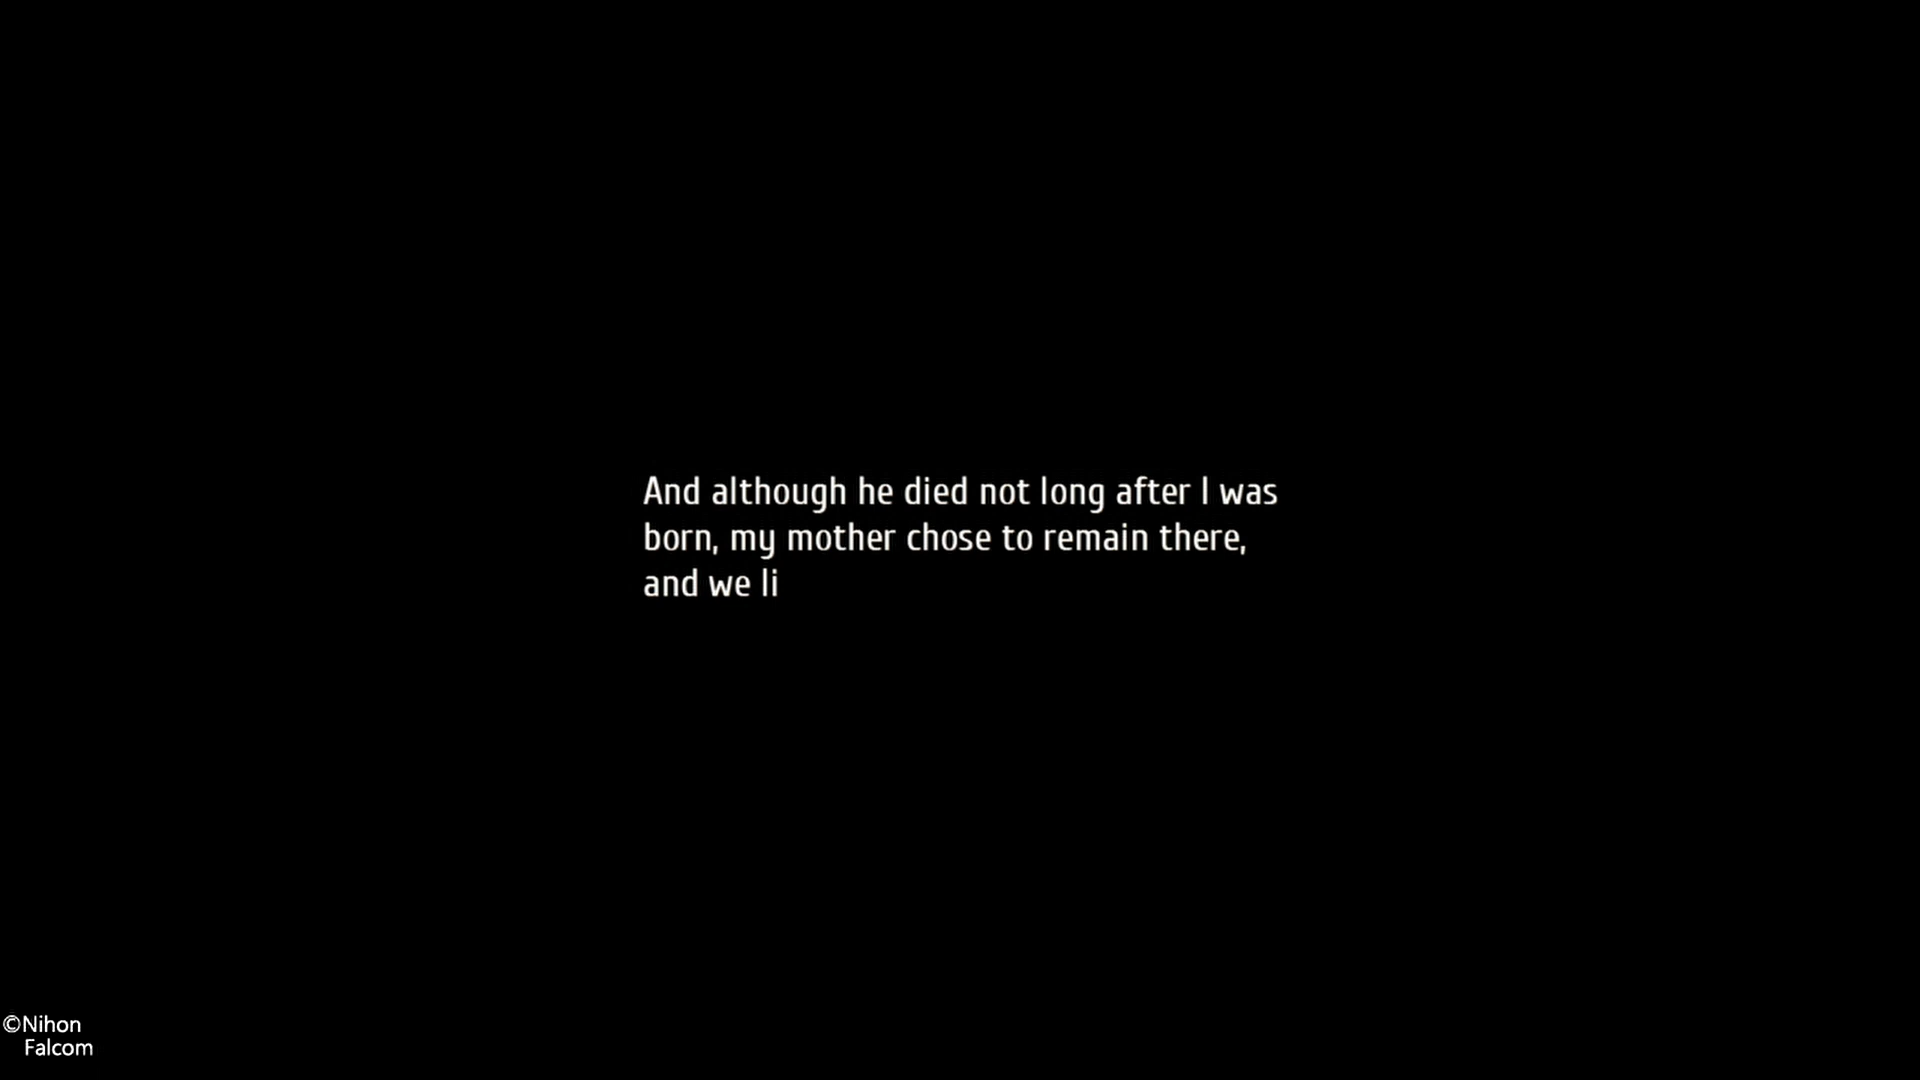 And although he died not long after I was
born, my mother chose to remain there,
and we li
©Nihon
Falcom